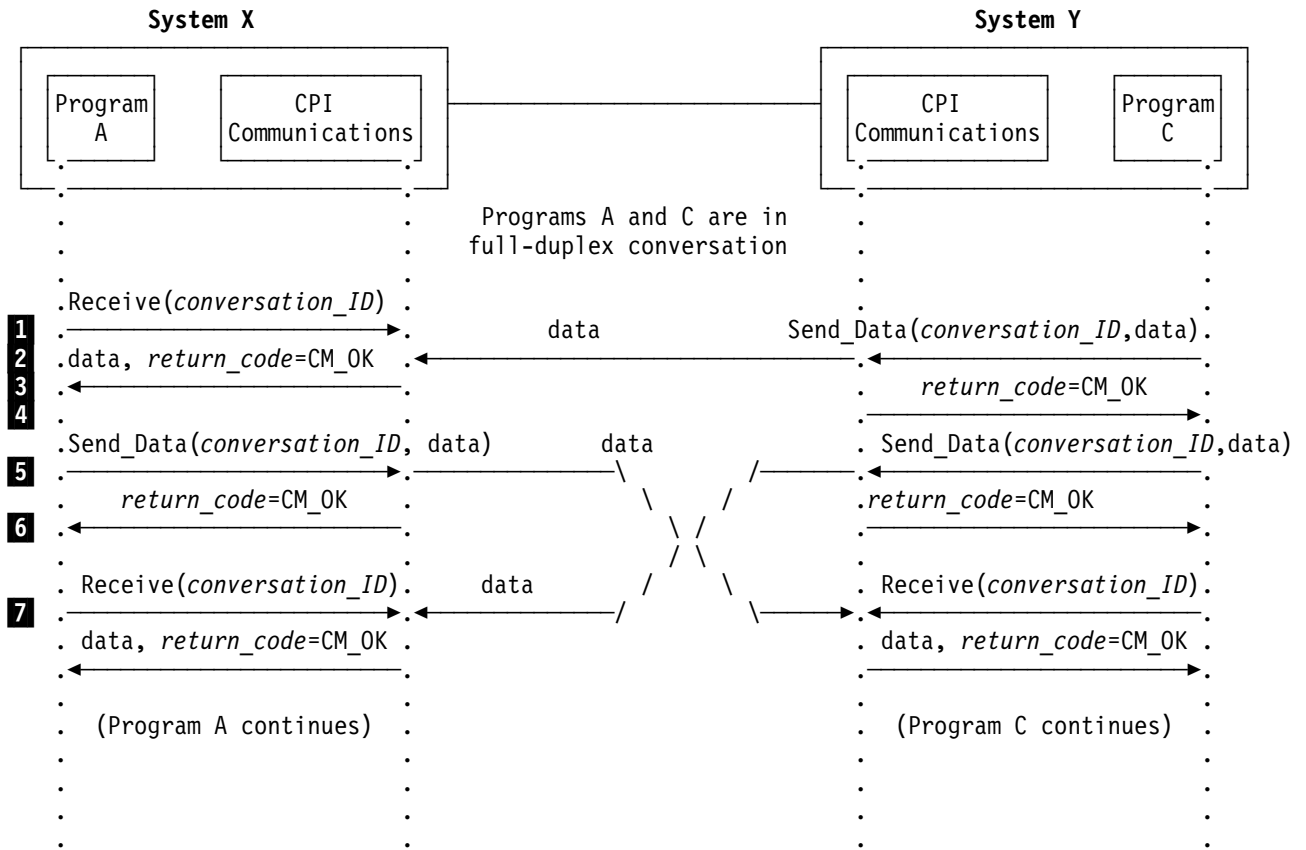 System X System Y
Program CPI CPI Program
A Communications Communications C
Programs A and C are in
full-duplex conversation
Receive(conversation_ID)
1 data Send_Data(conversation_ID,data)
2 data, return_code=CM_OK
3 return_code=CM_OK
4
Send_Data(conversation_ID, data) data Send_Data(conversation_ID,data)
5
return_code=CM_OK return_code=CM_OK
6
Receive(conversation_ID) data Receive(conversation_ID)
7
data, return_code=CM_OK data, return_code=CM_OK
(Program A continues) (Program C continues)